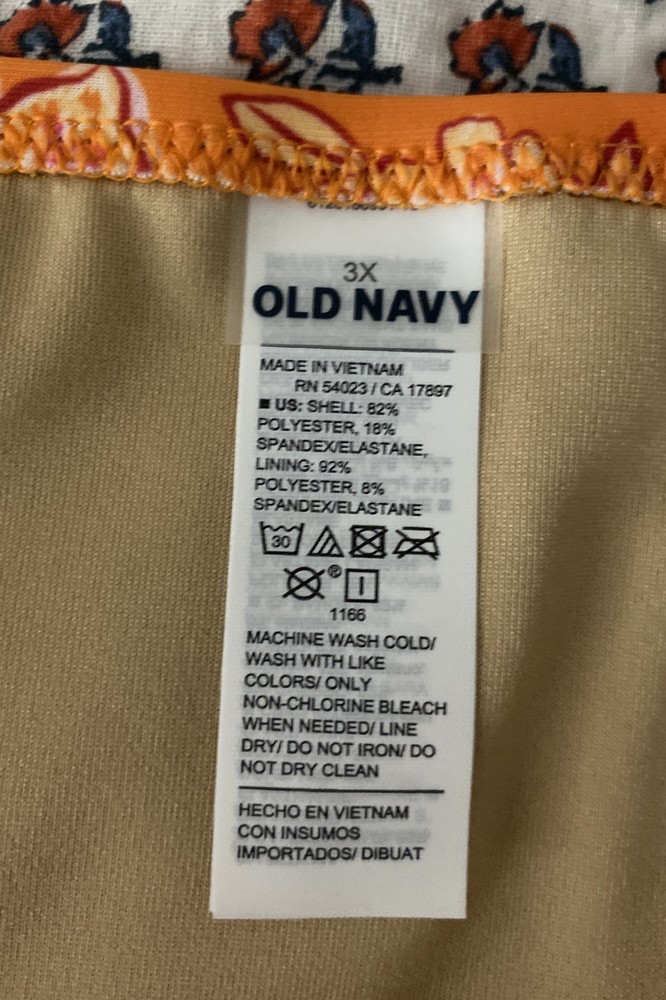 3X
OLD NAVY
MADE IN VIETNAM
RN 54023 / CA 17897
■ US: SHELL: 82%
POLYESTER, 18%
SPANDEX/ELASTANE,
LINING: 92%
POLYESTER, 8%
SPANDEX/ELASTANE
30
®
1166
MACHINE WASH COLD/
WASH WITH LIKE
COLORS/ ONLY
NON-CHLORINE BLEACH
WHEN NEEDED/ LINE
DRY/ DO NOT IRON/ DO
NOT DRY CLEAN
HECHO EN VIETNAM
CON INSUMOS
IMPORTADOS/ DIBUAT